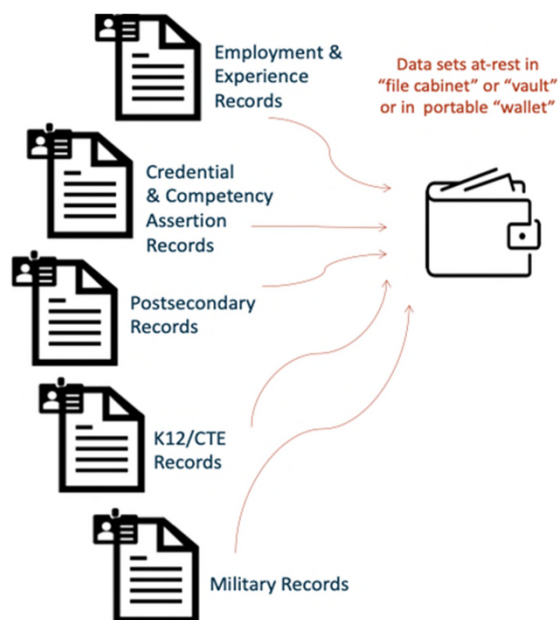 Employment &
Experience
Records
Data sets at-rest in
“file cabinet” or “vault”
or in portable “wallet”
Credential
& Competency
Assertion
Records
Postsecondary
Records
K12/CTE
Records
Military Records